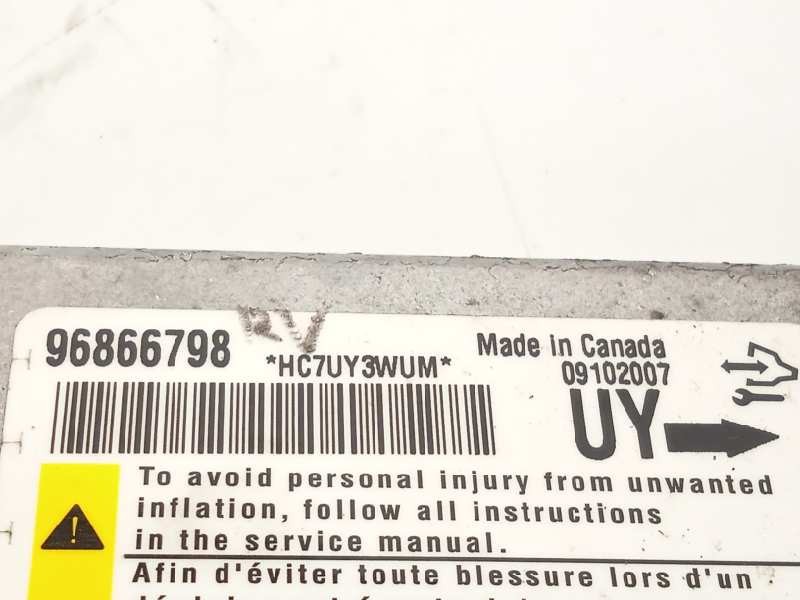 RV
96866798
*HC7UY3WUM*
Made in Canada
09102007
UY
To avoid personal injury from unwanted
inflation, follow all instructions
in the service manual.
Afin d'éviter toute blessure lors d'un